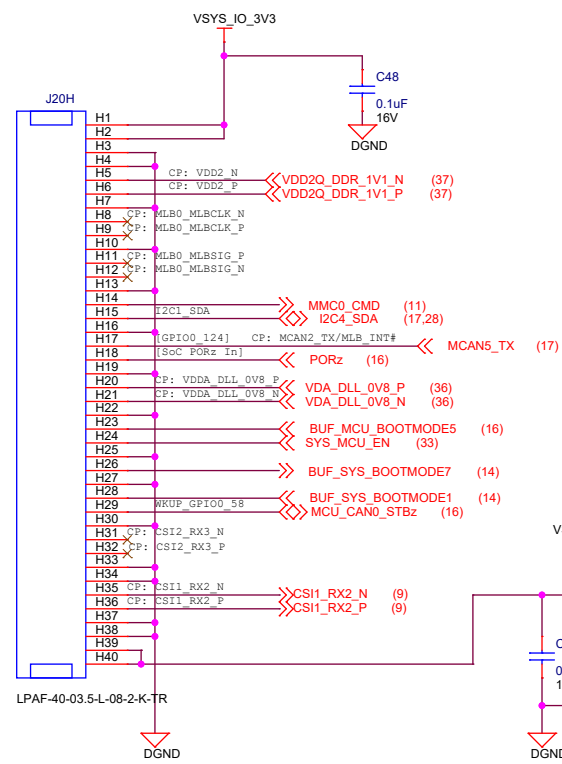 VSYS_IO_3V3
C48
0.1uF
16V
DGND
J20H
H1
H2
H3
H4
H5 CP: VDD2_N VDD2Q_DDR_1V1_N (37)
H6 CP: VDD2_P VDD2Q_DDR_1V1_P (37)
H7
H8 CP: MLB0_MLBCLK_N
H9 CP: MLB0_MLBCLK_P
H10
H11 CP: MLB0_MLBSIG_P
H12 CP: MLB0_MLBSIG_N
H13
H14 MMC0_CMD (11)
H15 I2C1_SDA I2C4_SDA (17,28)
H16
H17 [GPIO0_124] CP: MCAN2_TX/MLB_INT# MCAN5_TX (17)
H18 [SoC PORz In] PORz (16)
H19
H20 CP: VDDA_DLL_0V8_P VDA_DLL_0V8_P (36)
H21 CP: VDDA_DLL_0V8_N VDA_DLL_0V8_N (36)
H22
H23 BUF_MCU_BOOTMODE5 (16)
H24 SYS_MCU_EN (33)
H25
H26 BUF_SYS_BOOTMODE7 (14)
H27
H28 BUF_SYS_BOOTMODE1 (14)
H29 WKUP_GPIO0_58 MCU_CAN0_STBz (16)
H30
H31 CP: CSI2_RX3_N
H32 CP: CSI2_RX3_P
H33
H34
H35 CP: CSI1_RX2_N CSI1_RX2_N (9)
H36 CP: CSI1_RX2_P CSI1_RX2_P (9)
H37
H38
H39
H40
LPAF-40-03.5-L-08-2-K-TR
DGND
DGND